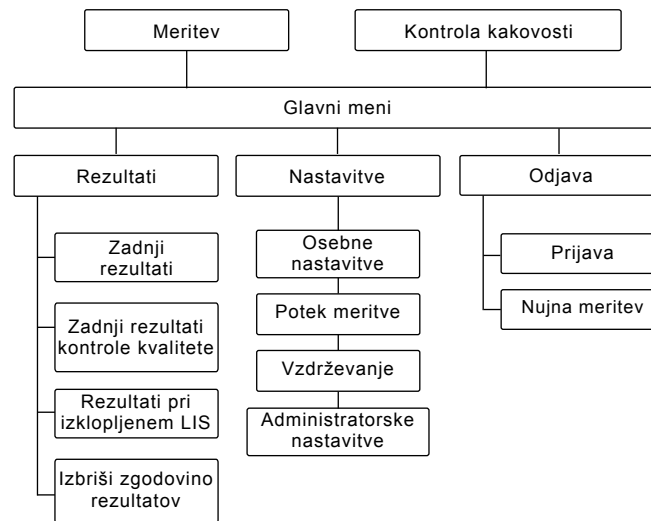 Meritev
Kontrola kakovosti
Glavni meni
Rezultati
Nastavitve
Odjava
Zadnji
rezultati
Zadnji rezultati
kontrole kvalitete
Rezultati pri
izklopljenem LIS
Izbriši zgodovino
rezultatov
Osebne
nastavitve
Potek meritve
Vzdrževanje
Administratorske
nastavitve
Prijava
Nujna meritev